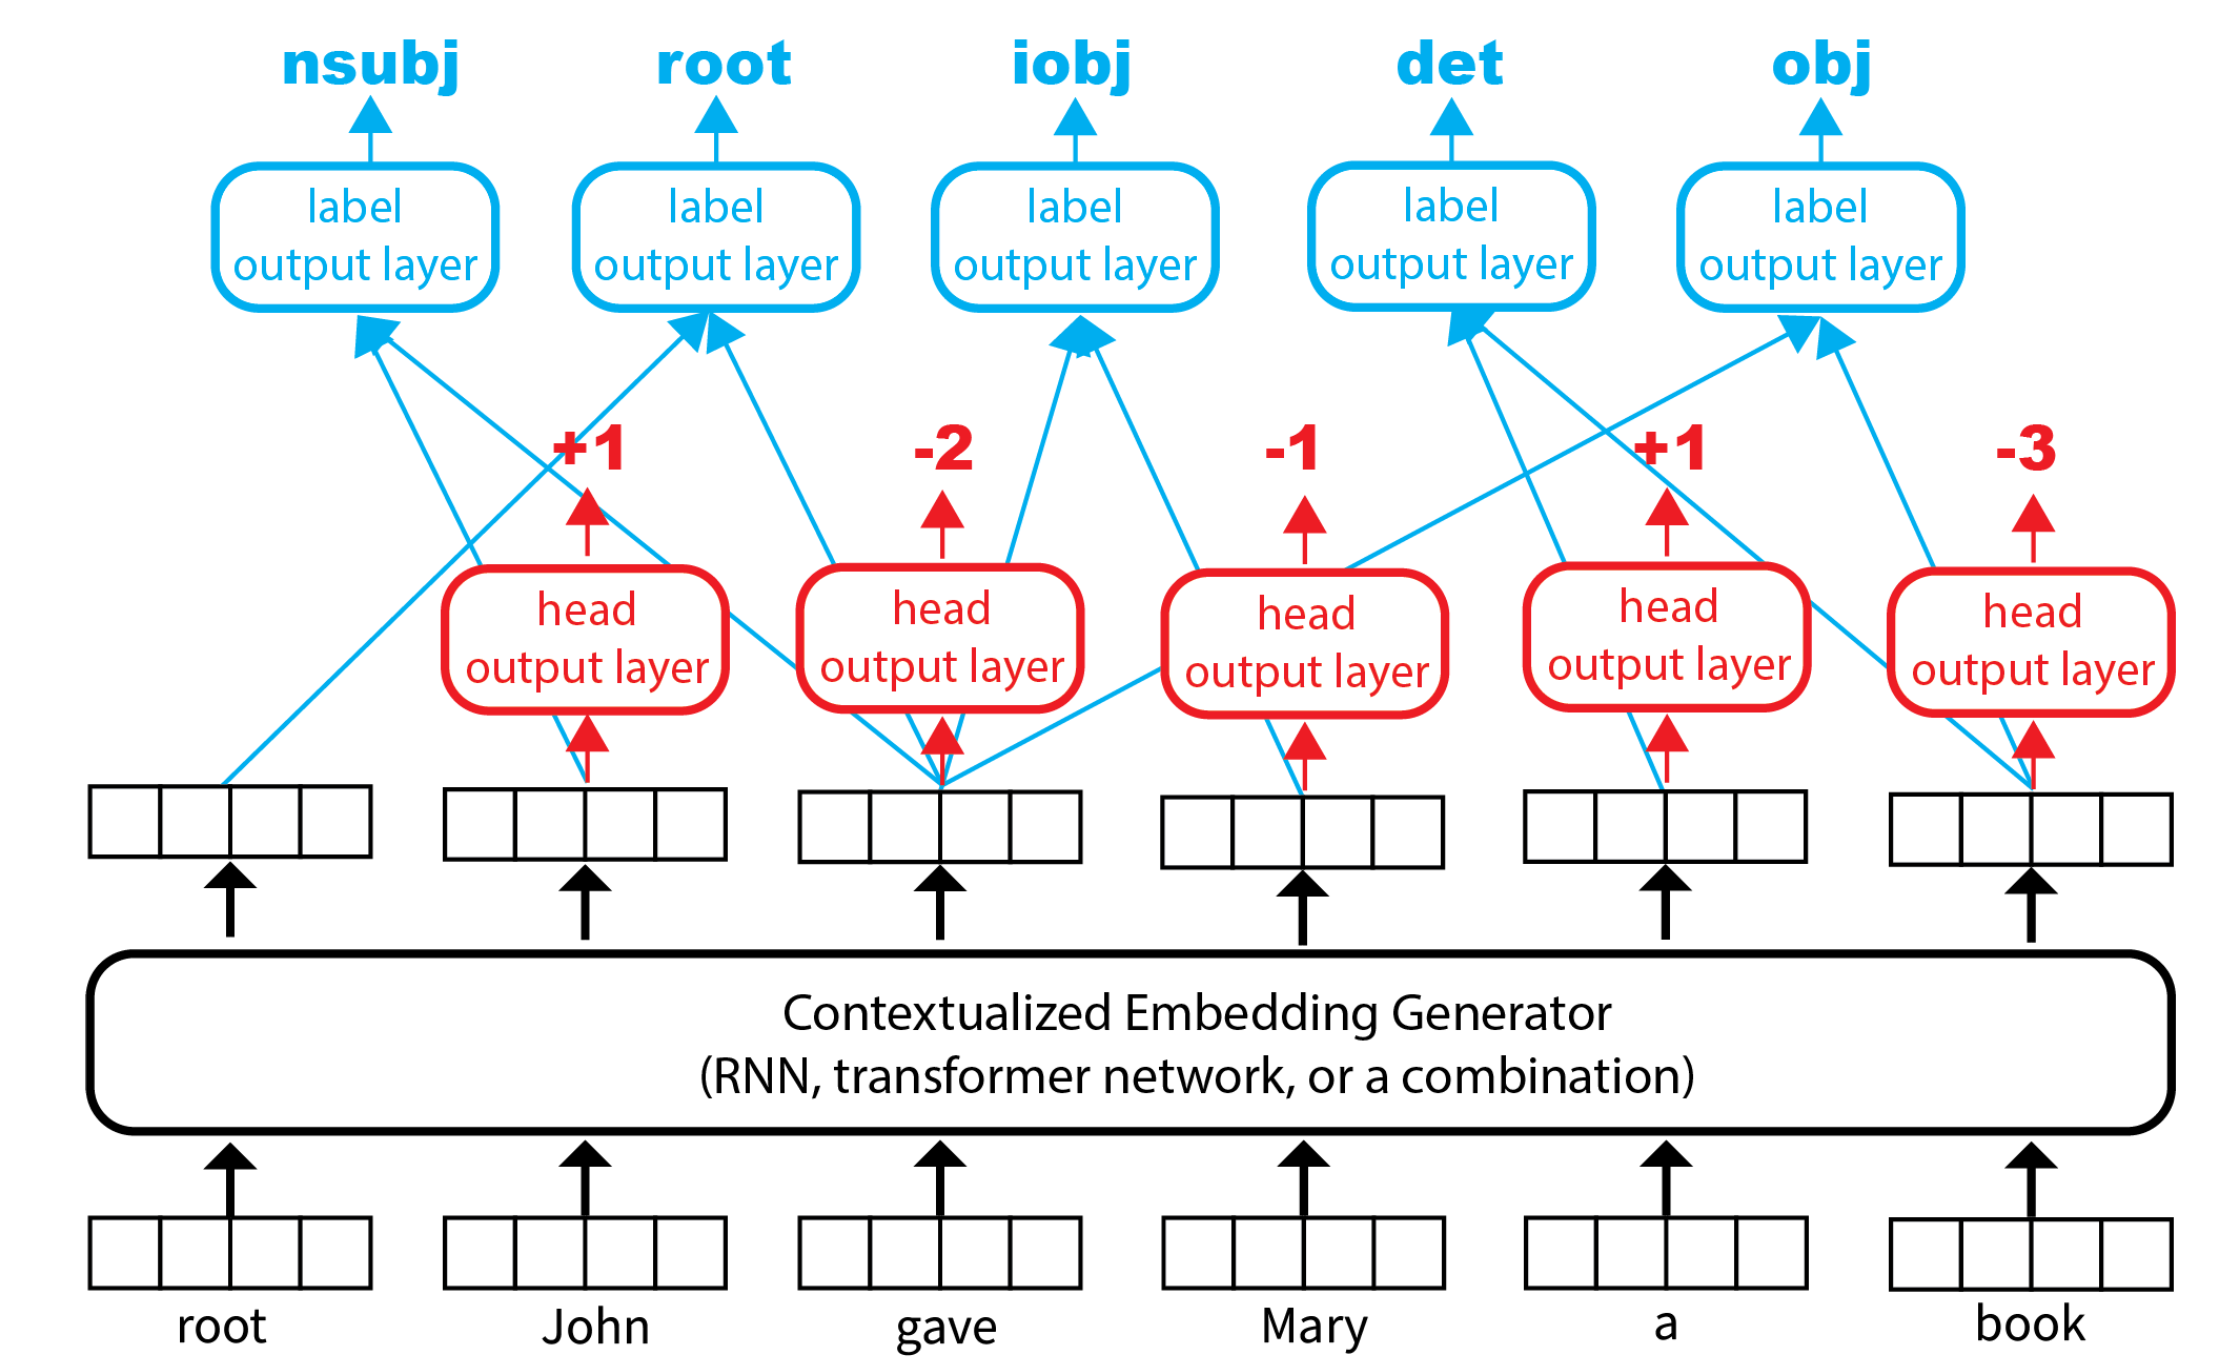 nsubj root iobj det obj
label label label label label
output layer output layer output layer output layer output layer
+1 -2 -1 +1 -3
head head head head head
output layer output layer output layer output layer output layer
Contextualized Embedding Generator
(RNN, transformer network, or a combination)
root John gave Mary a book